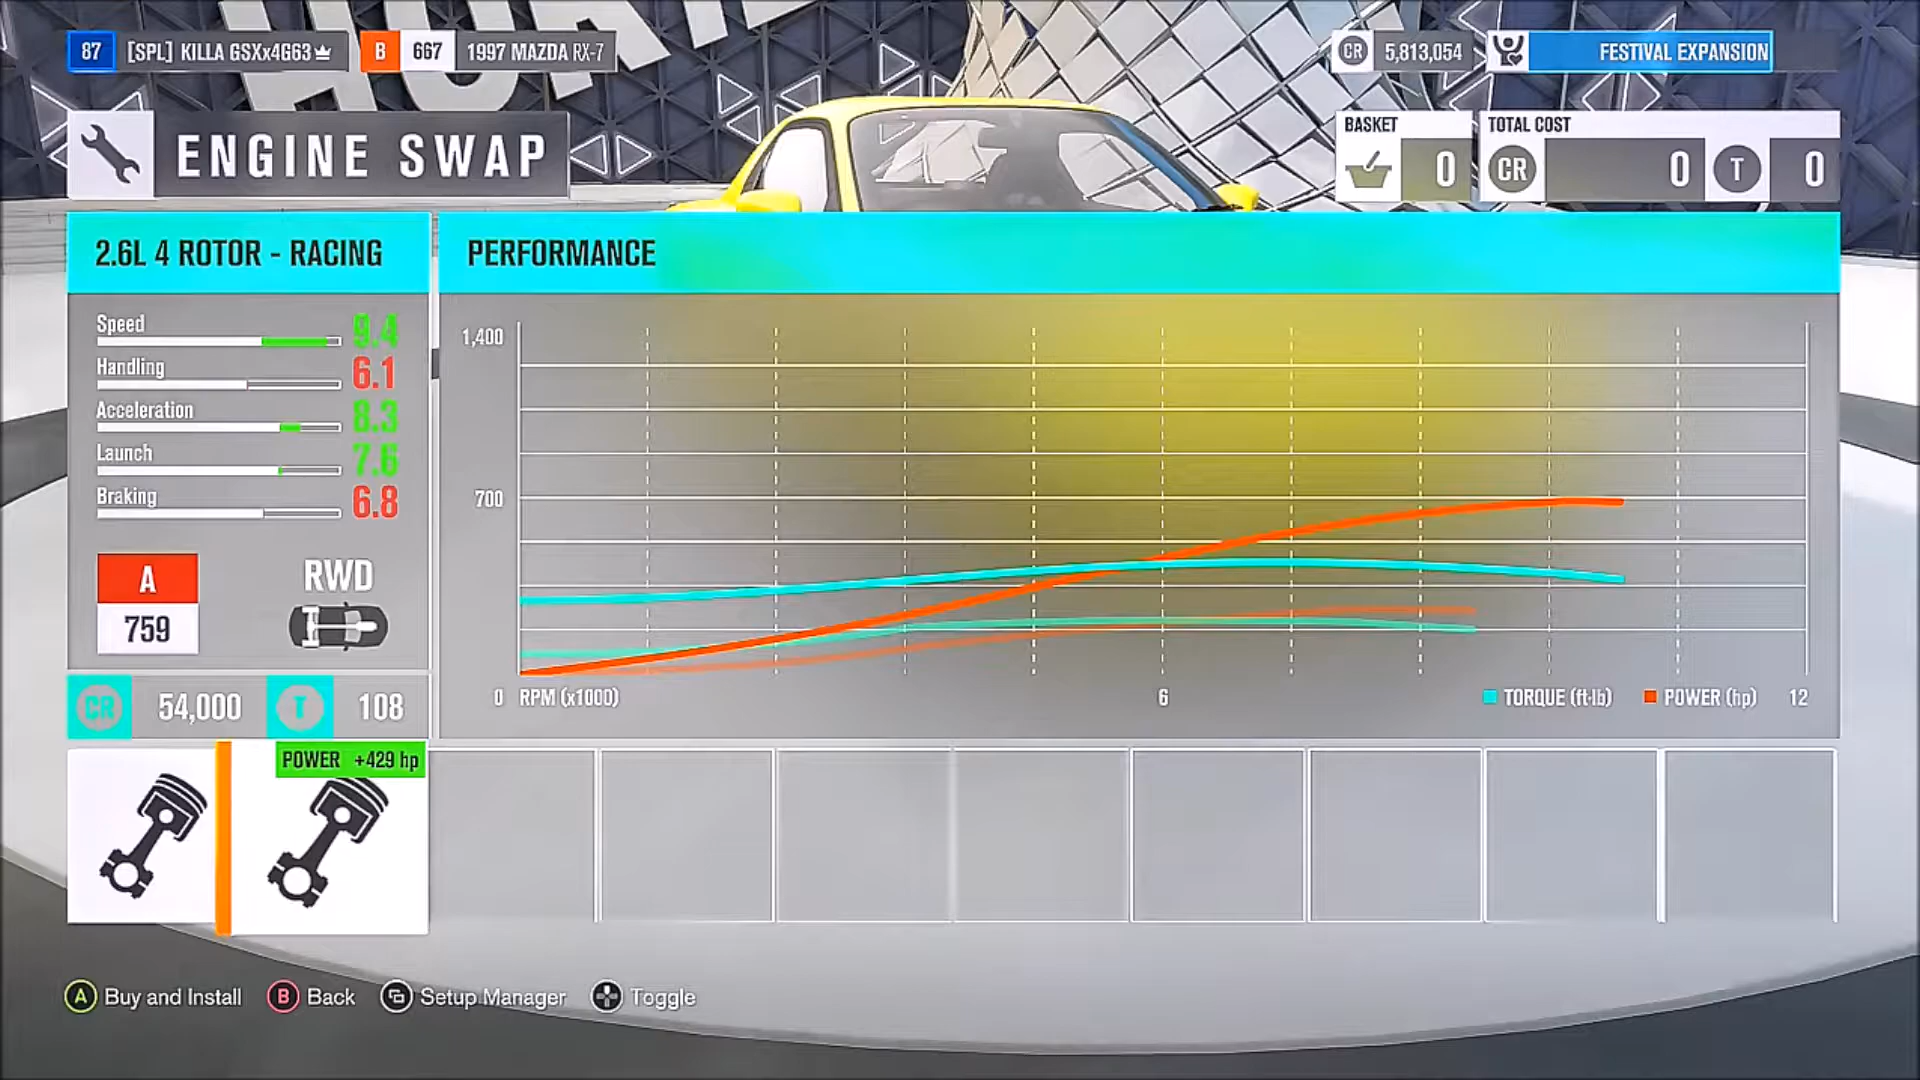 87 [SPL] KILLA GSXx4G63 B 667 1997 MAZDA RX-7
CR 5,813,054 FESTIVAL EXPANSION
ENGINE SWAP
BASKET 0
TOTAL COST
CR 0 T 0
2.6L 4 ROTOR - RACING
Speed 9.4
Handling 6.1
Acceleration 8.3
Launch 7.6
Braking 6.8
A
759
RWD
CR 54,000 T 108
PERFORMANCE
1,400
700
0 RPM (x1000) 6 TORQUE (ft-lb) POWER (hp) 12
POWER +429 hp
A Buy and Install B Back Setup Manager Toggle